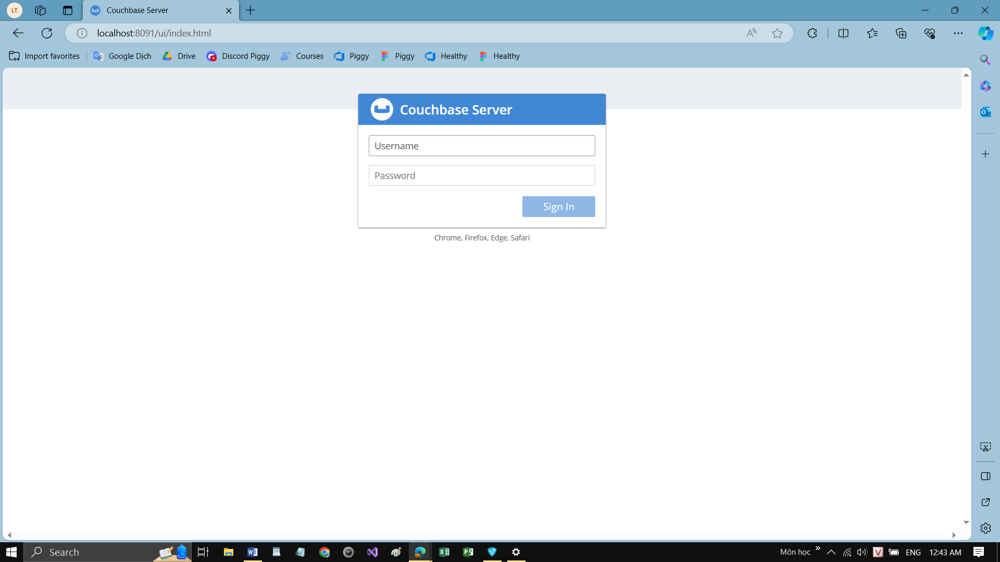 LT
Couchbase Server
localhost:8091/ui/index.html
Import favorites
Google Dịch
Drive
Discord Piggy
Courses
Piggy
Piggy
Healthy
Healthy
Couchbase Server
Username
Password
Sign In
Chrome, Firefox, Edge, Safari
Search
Môn học
ENG
12:43 AM